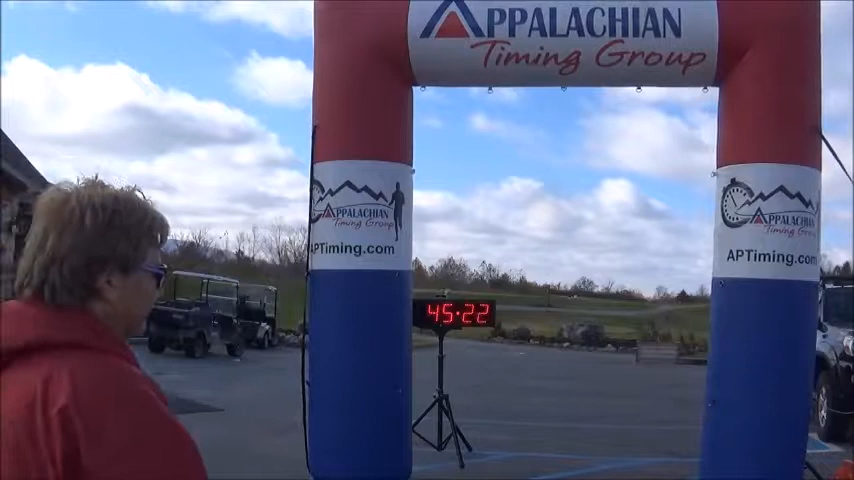 APPALACHIAN
Timing Group
APPALACHIAN
Timing Group
APTiming.com
APPALACHIAN
Timing Group
APTiming.com
45:22